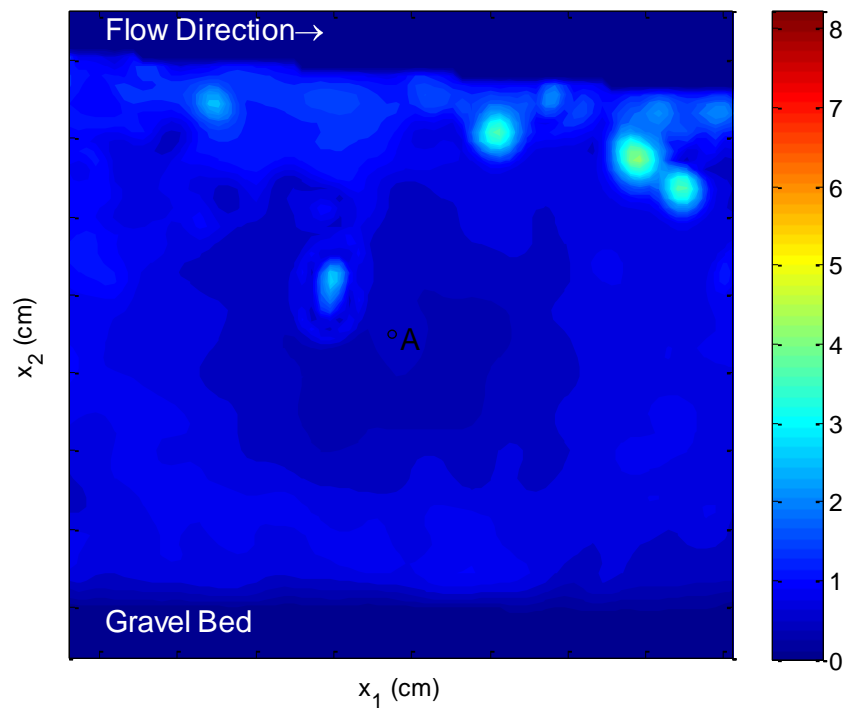 Flow Direction→
8
7
6
5
4
3
2
1
0
°A
x2 (cm)
Gravel Bed
x1 (cm)